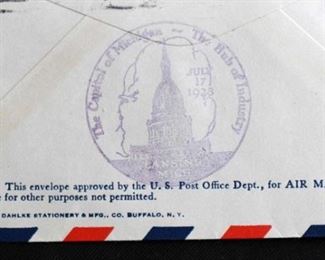 The Capitol of Michigan ~ The Hub of Industry
JULY
17
1928
LANSING
MICH.
This envelope approved by the U. S. Post Office Dept., for AIR M
e for other purposes not permitted.
DAHLKE STATIONERY & MFG., CO. BUFFALO, N. Y.